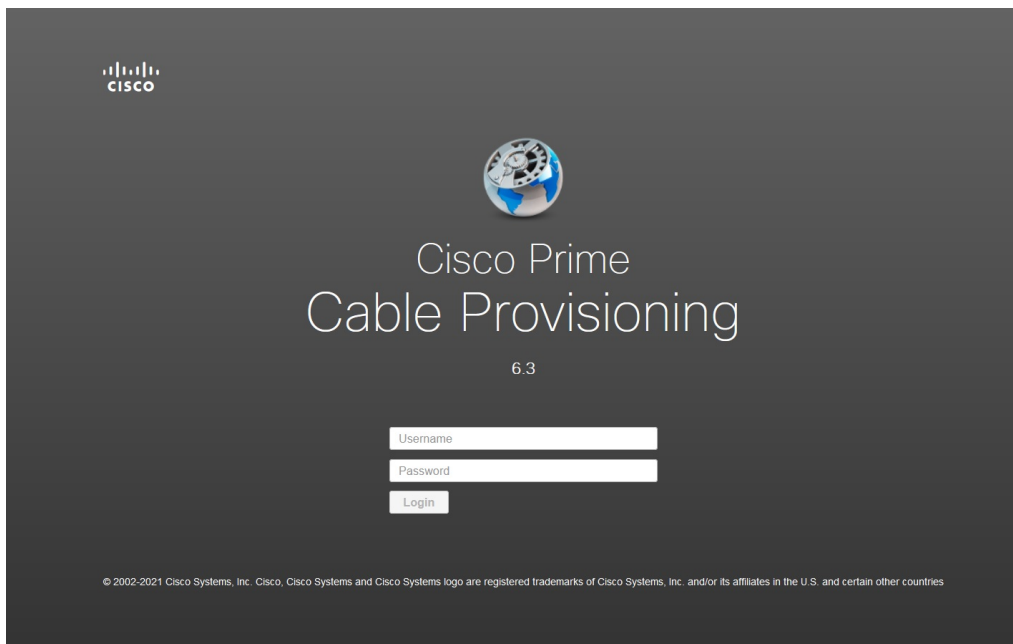 CISCO
Cisco Prime
Cable Provisioning
6.3
Username
Password
Login
© 2002-2021 Cisco Systems, Inc. Cisco, Cisco Systems and Cisco Systems logo are registered trademarks of Cisco Systems, Inc. and/or its affiliates in the U.S. and certain other countries